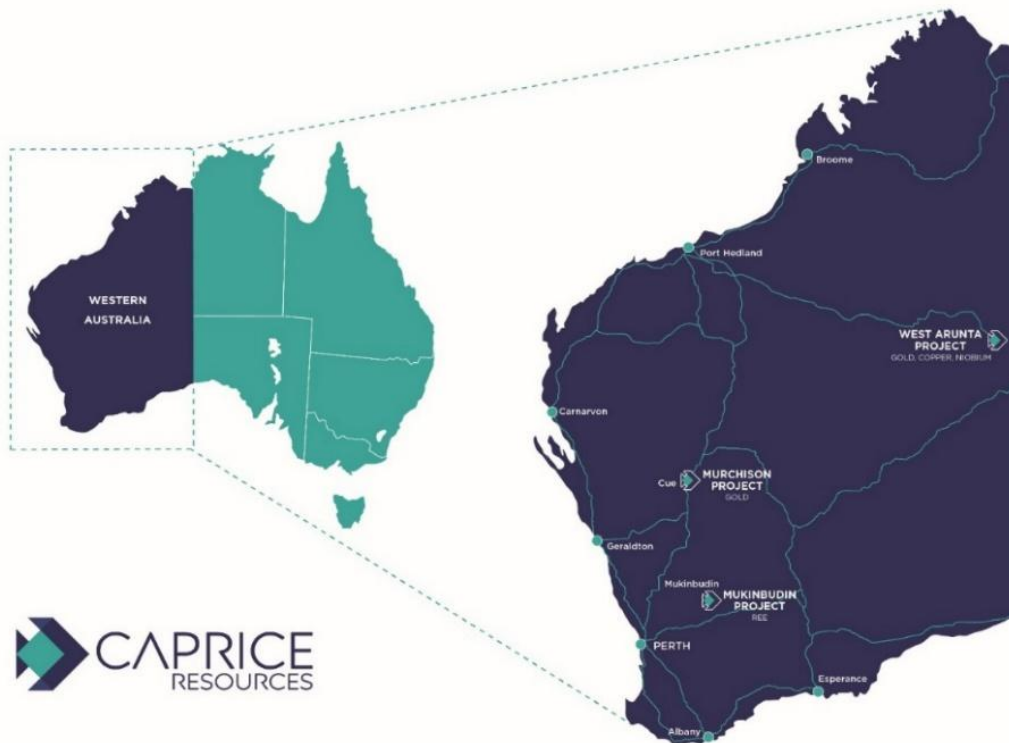 WESTERN
AUSTRALIA
Broome
Port Hedland
WEST ARUNTA
PROJECT
GOLD, COPPER, NIOBIUM
Carnarvon
Cue
MURCHISON
PROJECT
GOLD
Geraldton
Mukinbudin
MUKINBUDIN
PROJECT
REE
PERTH
Esperance
Albany
CAPRICE
RESOURCES